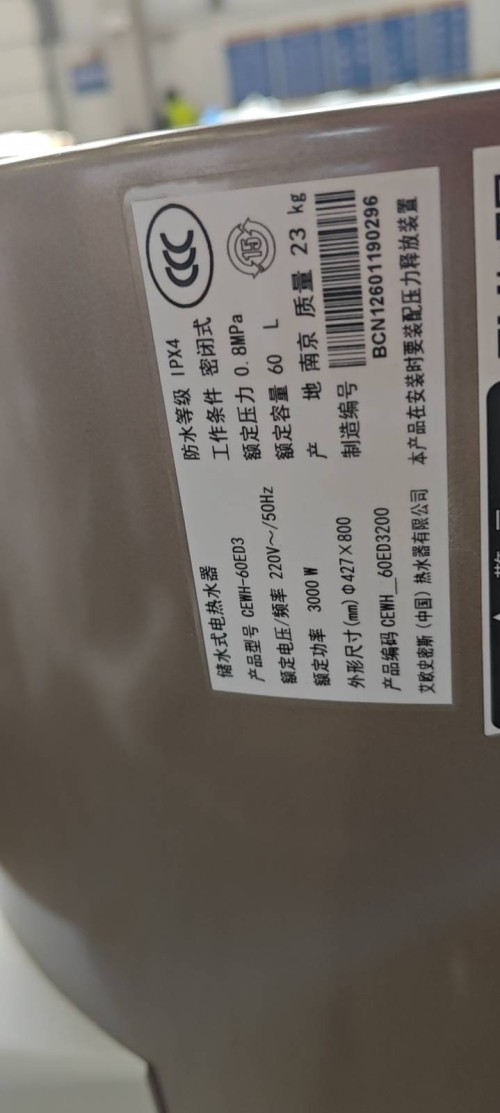 储水式电热水器
产品型号 CEWH-60ED3
额定电压/频率 220V～/50Hz
额定功率 3000 W
外形尺寸(mm) Φ427×800
产品编码 CEWH__60ED3200
艾欧史密斯（中国）热水器有限公司
防水等级 IPX4
工作条件 密闭式
额定压力 0.8MPa
额定容量 60 L
产 地 南京 质量 23 kg
制造编号
BCN12601190296
本产品在安装时要装配压力释放装置
CCC
15